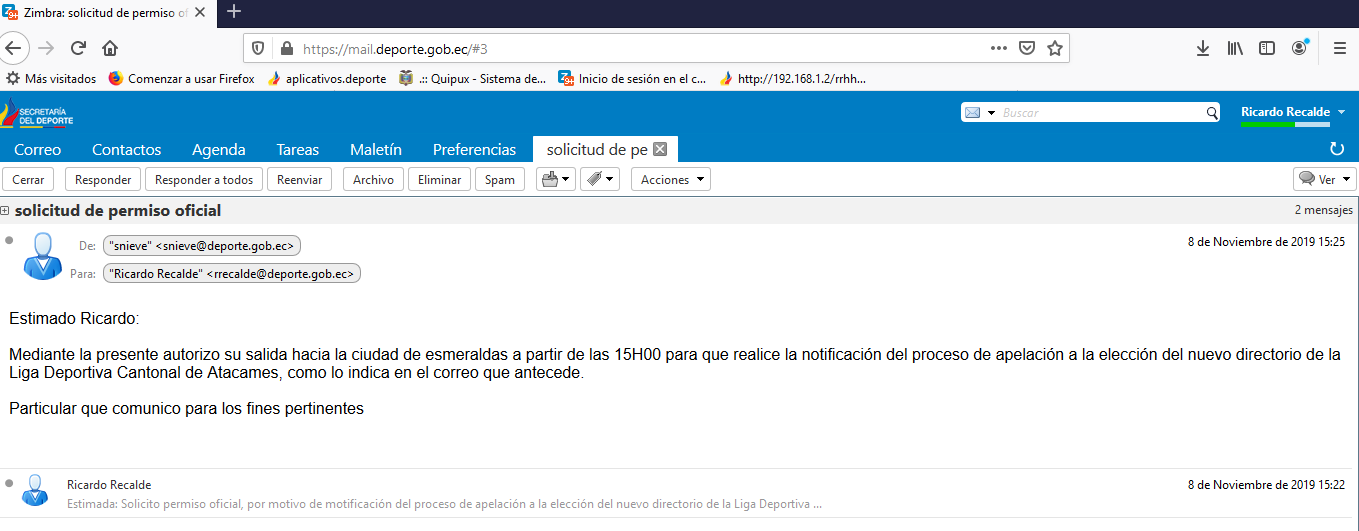 Zimbra: solicitud de permiso of
https://mail.deporte.gob.ec/#3
Más visitados Comenzar a usar Firefox aplicativos.deporte .:: Quipux - Sistema de... Inicio de sesión en el c... http://192.168.1.2/rrhh...
SECRETARÍA
DEL DEPORTE
Buscar
Ricardo Recalde
Correo Contactos Agenda Tareas Maletín Preferencias solicitud de pe
Cerrar Responder Responder a todos Reenviar Archivo Eliminar Spam Acciones Ver
solicitud de permiso oficial 2 mensajes
De: "snieve" <snieve@deporte.gob.ec> 8 de Noviembre de 2019 15:25
Para: "Ricardo Recalde" <rrecalde@deporte.gob.ec>
Estimado Ricardo:
Mediante la presente autorizo su salida hacia la ciudad de esmeraldas a partir de las 15H00 para que realice la notificación del proceso de apelación a la elección del nuevo directorio de la
Liga Deportiva Cantonal de Atacames, como lo indica en el correo que antecede.
Particular que comunico para los fines pertinentes
Ricardo Recalde 8 de Noviembre de 2019 15:22
Estimada: Solicito permiso oficial, por motivo de motificación del proceso de apelación a la elección del nuevo directorio de la Liga Deportiva ...